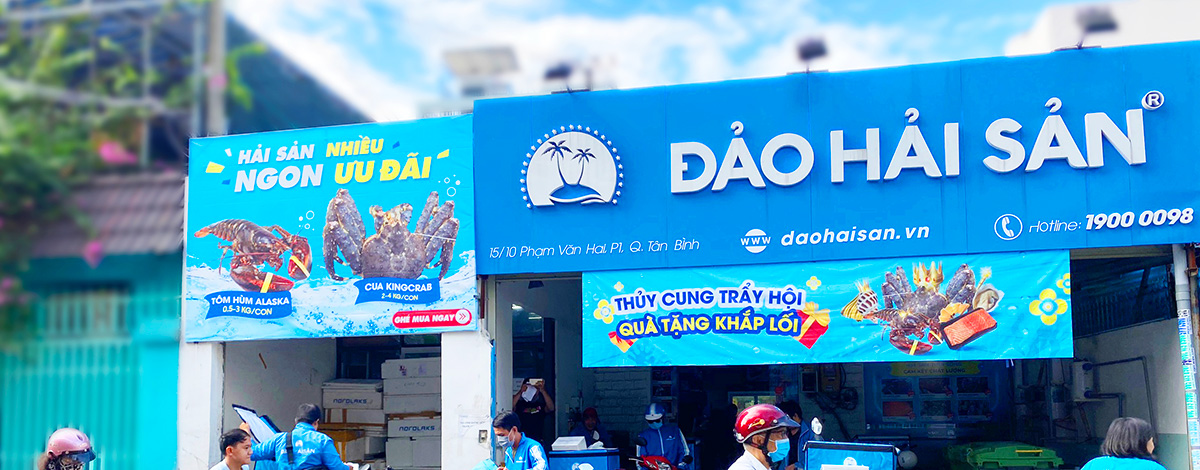 HẢI SẢN NHIỀU
NGON ƯU ĐÃI
TÔM HÙM ALASKA
0.5-3 KG/CON
CUA KINGCRAB
2-4 KG/CON
GHÉ MUA NGAY
ĐẢO HẢI SẢN ®
15/10 Phạm Văn Hai, P1, Q. Tân Bình
www daohaisan.vn
Hotline: 1900 0098
THỦY CUNG TRẨY HỘI
QUÀ TẶNG KHẮP LỐI
NORDLAKS
NORDLAKS